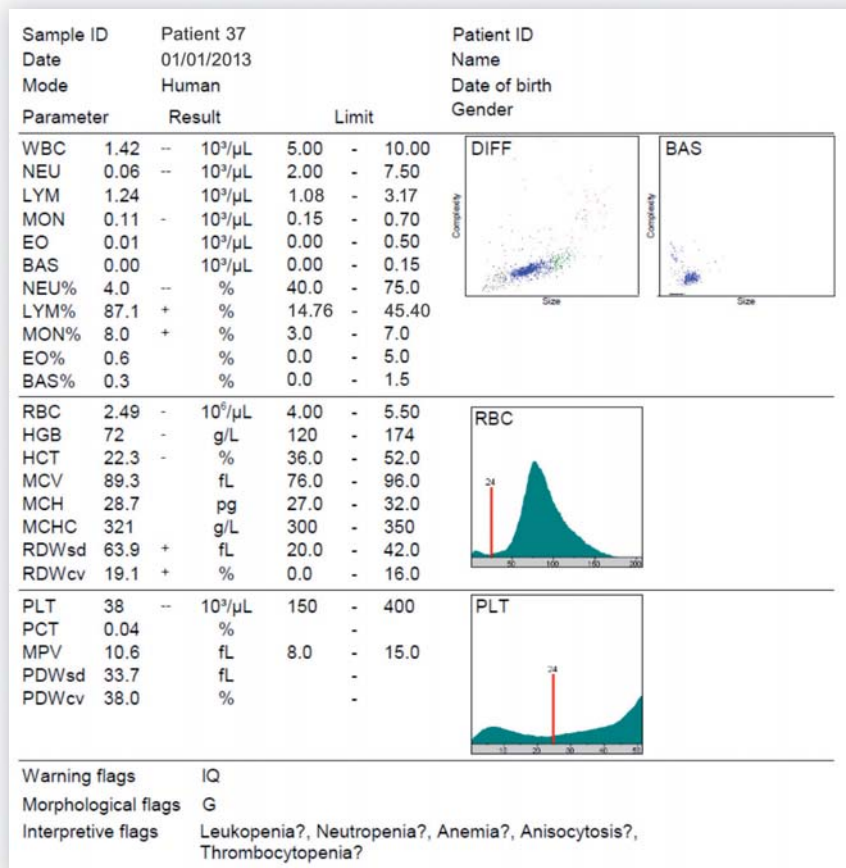 Sample ID Patient 37 Patient ID
Date 01/01/2013 Name
Mode Human Date of birth
Gender
Parameter Result Limit
WBC 1.42 -- 10³/µL 5.00 - 10.00
NEU 0.06 -- 10³/µL 2.00 - 7.50
LYM 1.24 10³/µL 1.08 - 3.17
MON 0.11 - 10³/µL 0.15 - 0.70
EO 0.01 10³/µL 0.00 - 0.50
BAS 0.00 10³/µL 0.00 - 0.15
NEU% 4.0 -- % 40.0 - 75.0
LYM% 87.1 + % 14.76 - 45.40
MON% 8.0 + % 3.0 - 7.0
EO% 0.6 % 0.0 - 5.0
BAS% 0.3 % 0.0 - 1.5
DIFF
Complexity
Size
BAS
Complexity
Size
RBC 2.49 - 10⁶/µL 4.00 - 5.50
HGB 72 - g/L 120 - 174
HCT 22.3 - % 36.0 - 52.0
MCV 89.3 fL 76.0 - 96.0
MCH 28.7 pg 27.0 - 32.0
MCHC 321 g/L 300 - 350
RDWsd 63.9 + fL 20.0 - 42.0
RDWcv 19.1 + % 0.0 - 16.0
RBC
24
50 100 150 200
PLT 38 -- 10³/µL 150 - 400
PCT 0.04 % -
MPV 10.6 fL 8.0 - 15.0
PDWsd 33.7 fL -
PDWcv 38.0 % -
PLT
24
10 20 30 40 50
Warning flags IQ
Morphological flags G
Interpretive flags Leukopenia?, Neutropenia?, Anemia?, Anisocytosis?,
Thrombocytopenia?